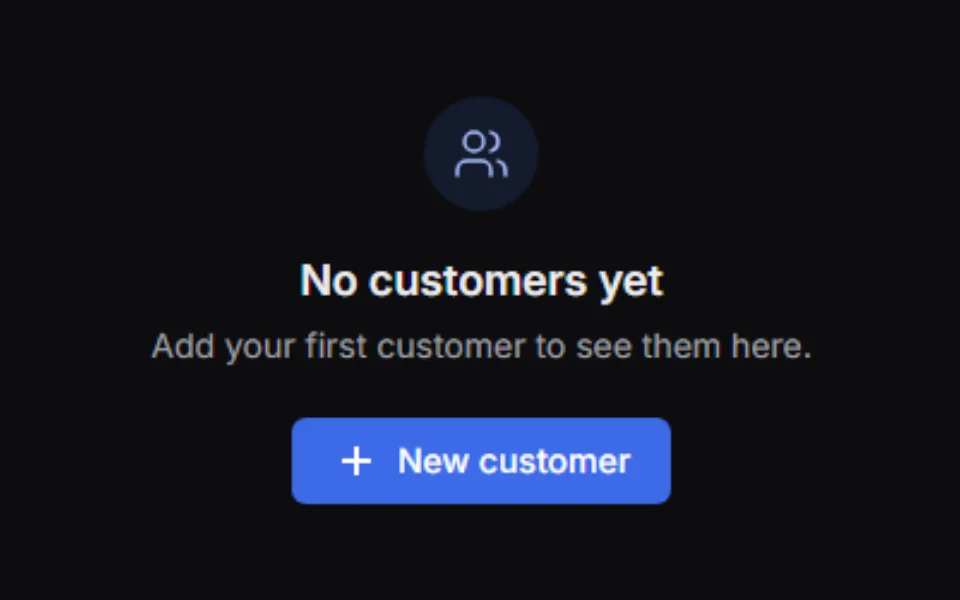 No customers yet
Add your first customer to see them here.
New customer